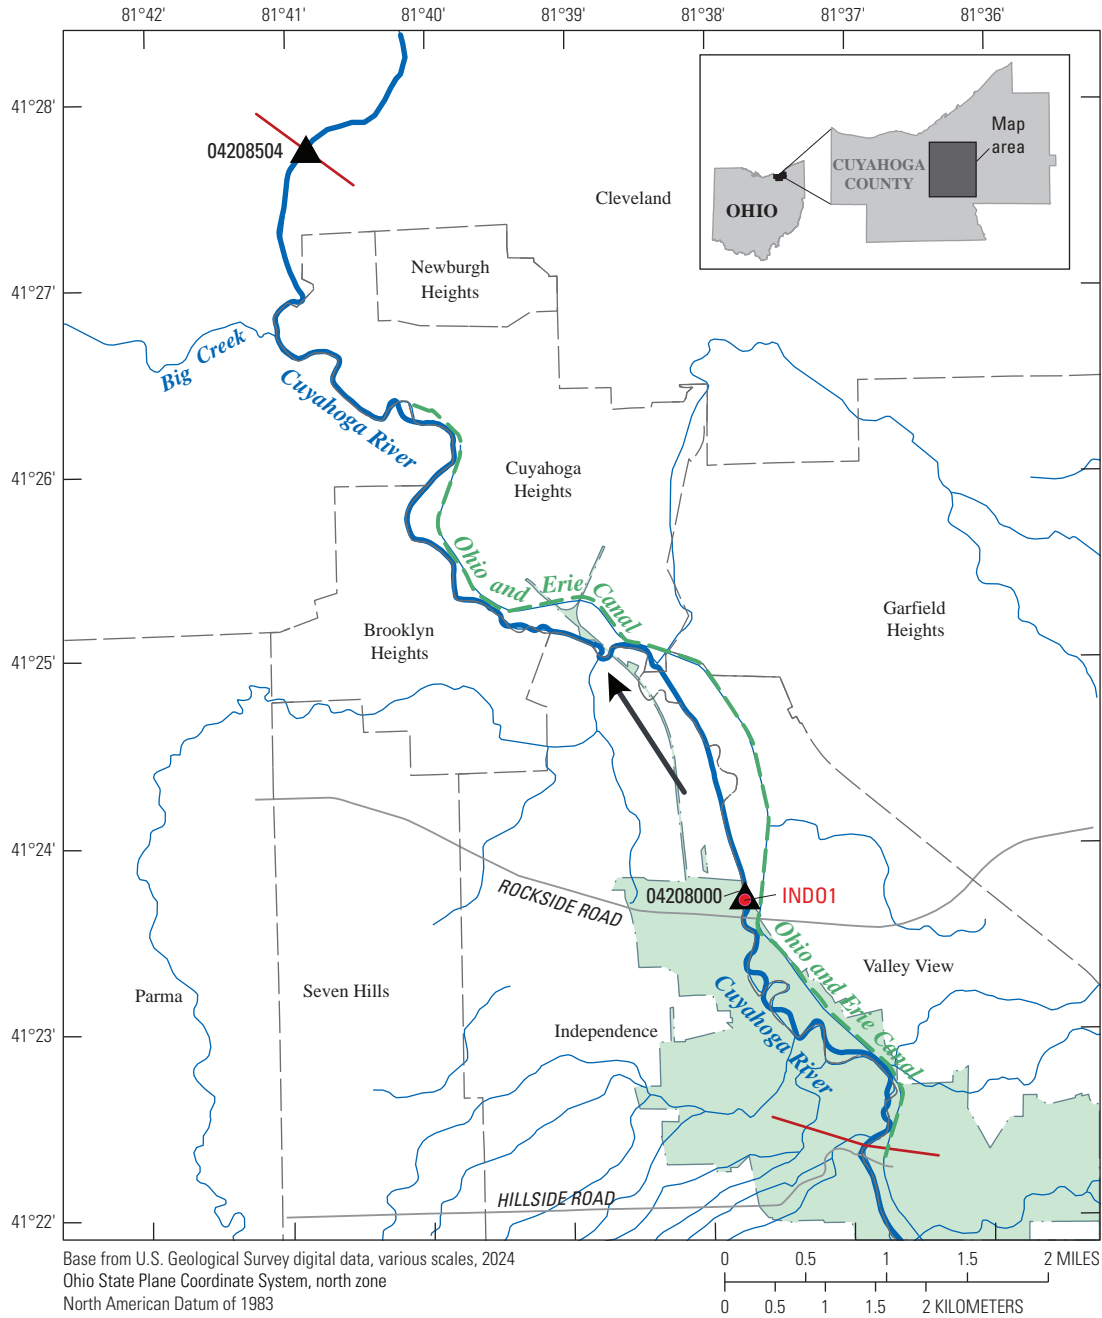 81°42'
81°41'
81°40'
81°39'
81°38'
81°37'
81°36'
41°28'
04208504
Cleveland
Map
area
CUYAHOGA
COUNTY
OHIO
Newburgh
Heights
41°27'
Big Creek
Cuyahoga River
41°26'
Cuyahoga
Heights
Ohio and Erie Canal
Garfield
Heights
Brooklyn
Heights
41°25'
41°24'
ROCKSIDE ROAD
04208000
IND01
Ohio and Erie Canal
Valley View
Parma
Seven Hills
Cuyahoga River
Independence
41°23'
HILLSIDE ROAD
41°22'
Base from U.S. Geological Survey digital data, various scales, 2024
Ohio State Plane Coordinate System, north zone
North American Datum of 1983
0 0.5 1 1.5 2 MILES
0 0.5 1 1.5 2 KILOMETERS